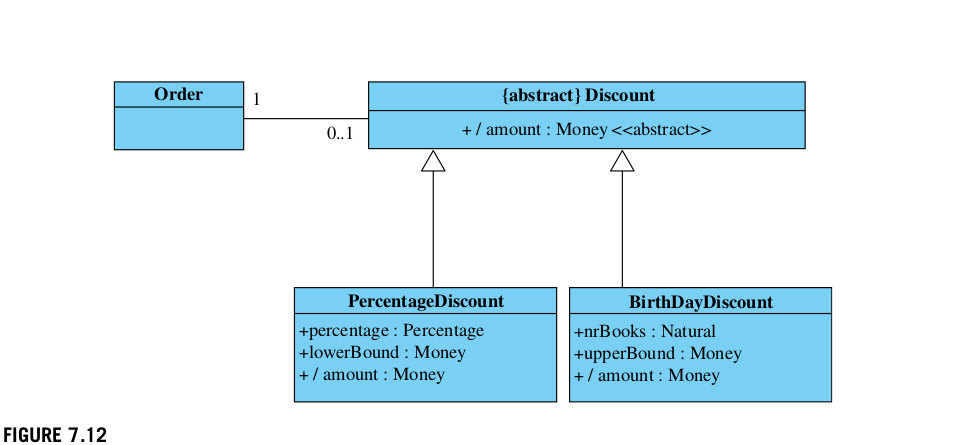 Order
1
0..1
{abstract} Discount
+ / amount : Money <<abstract>>
PercentageDiscount
+percentage : Percentage
+lowerBound : Money
+ / amount : Money
BirthDayDiscount
+nrBooks : Natural
+upperBound : Money
+ / amount : Money
FIGURE 7.12